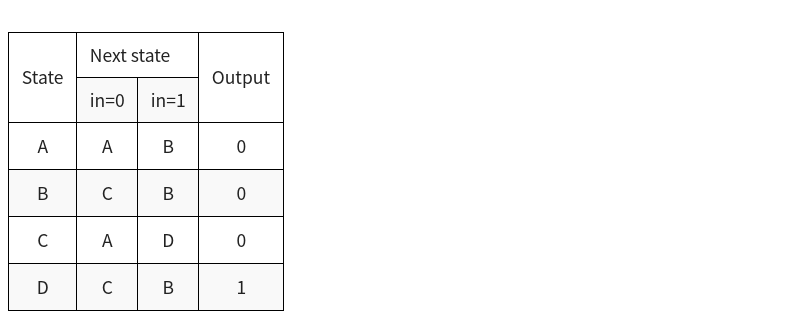 State Next state Output
in=0 in=1
A A B 0
B C B 0
C A D 0
D C B 1